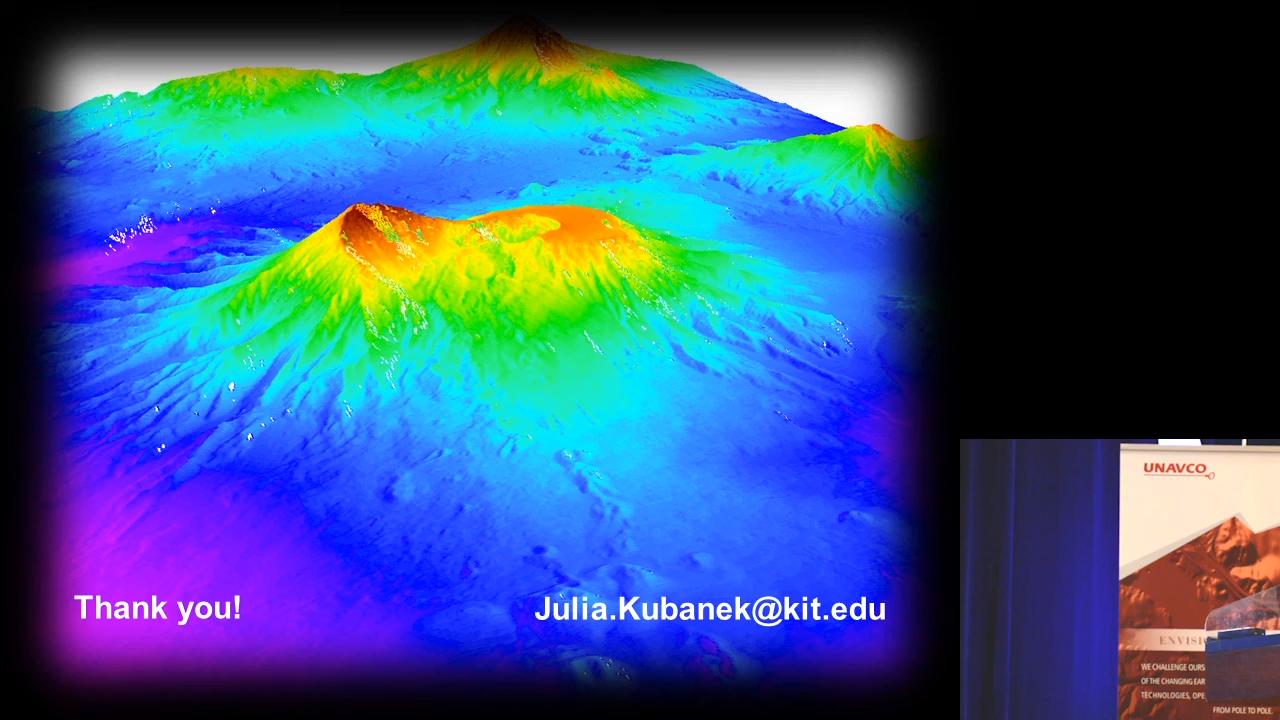 Thank you!
Julia.Kubanek@kit.edu
UNAVCO
WE CHALLENGE OURS
OF THE CHANGING EAR
TECHNOLOGIES, OPE
FROM POLE TO POLE.